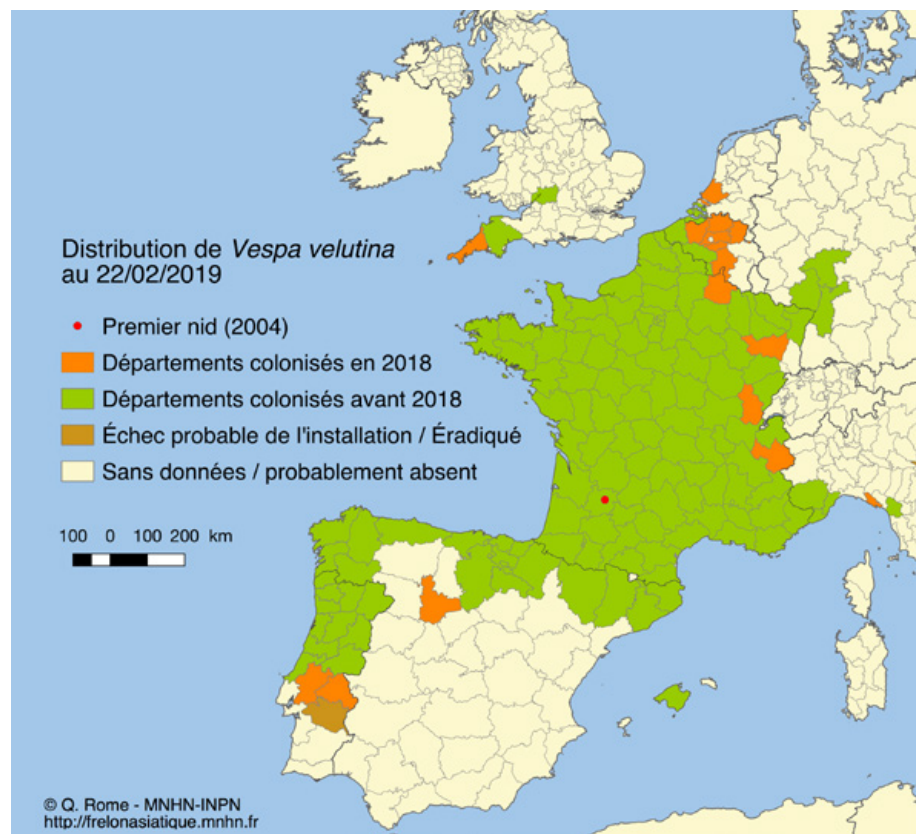 Distribution de Vespa velutina
au 22/02/2019
Premier nid (2004)
Départements colonisés en 2018
Départements colonisés avant 2018
Échec probable de l'installation / Éradiqué
Sans données / probablement absent
100 0 100 200 km
© Q. Rome - MNHN-INPN
http://frelonasiatique.mnhn.fr